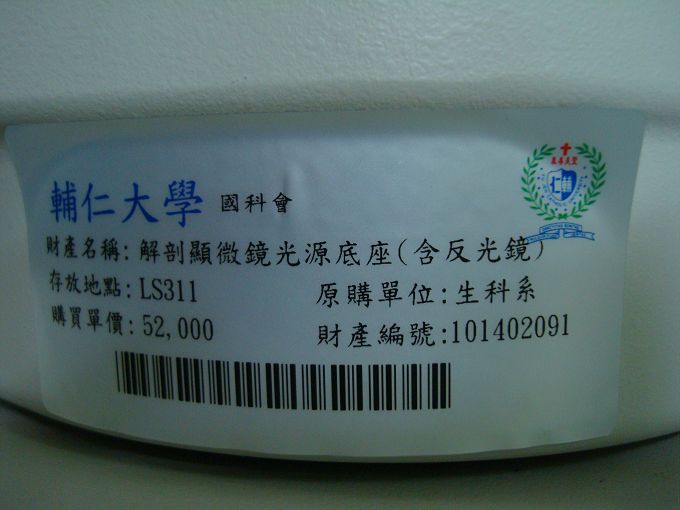 輔仁大學 國科會
財產名稱: 解剖顯微鏡光源底座(含反光鏡)
存放地點: LS311 原購單位: 生科系
購買單價: 52,000 財產編號:101402091